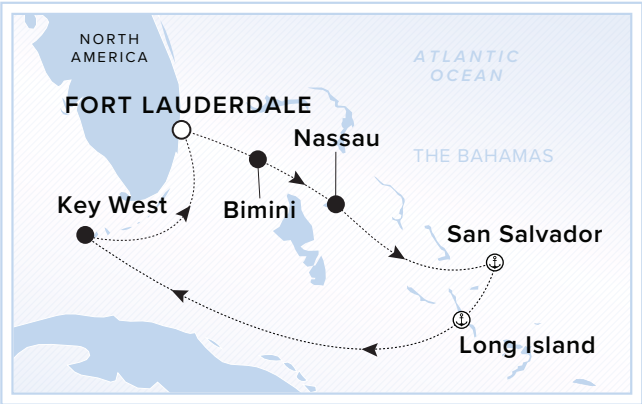 NORTH
AMERICA
ATLANTIC
OCEAN
FORT LAUDERDALE
Nassau
THE BAHAMAS
Key West
Bimini
San Salvador
Long Island